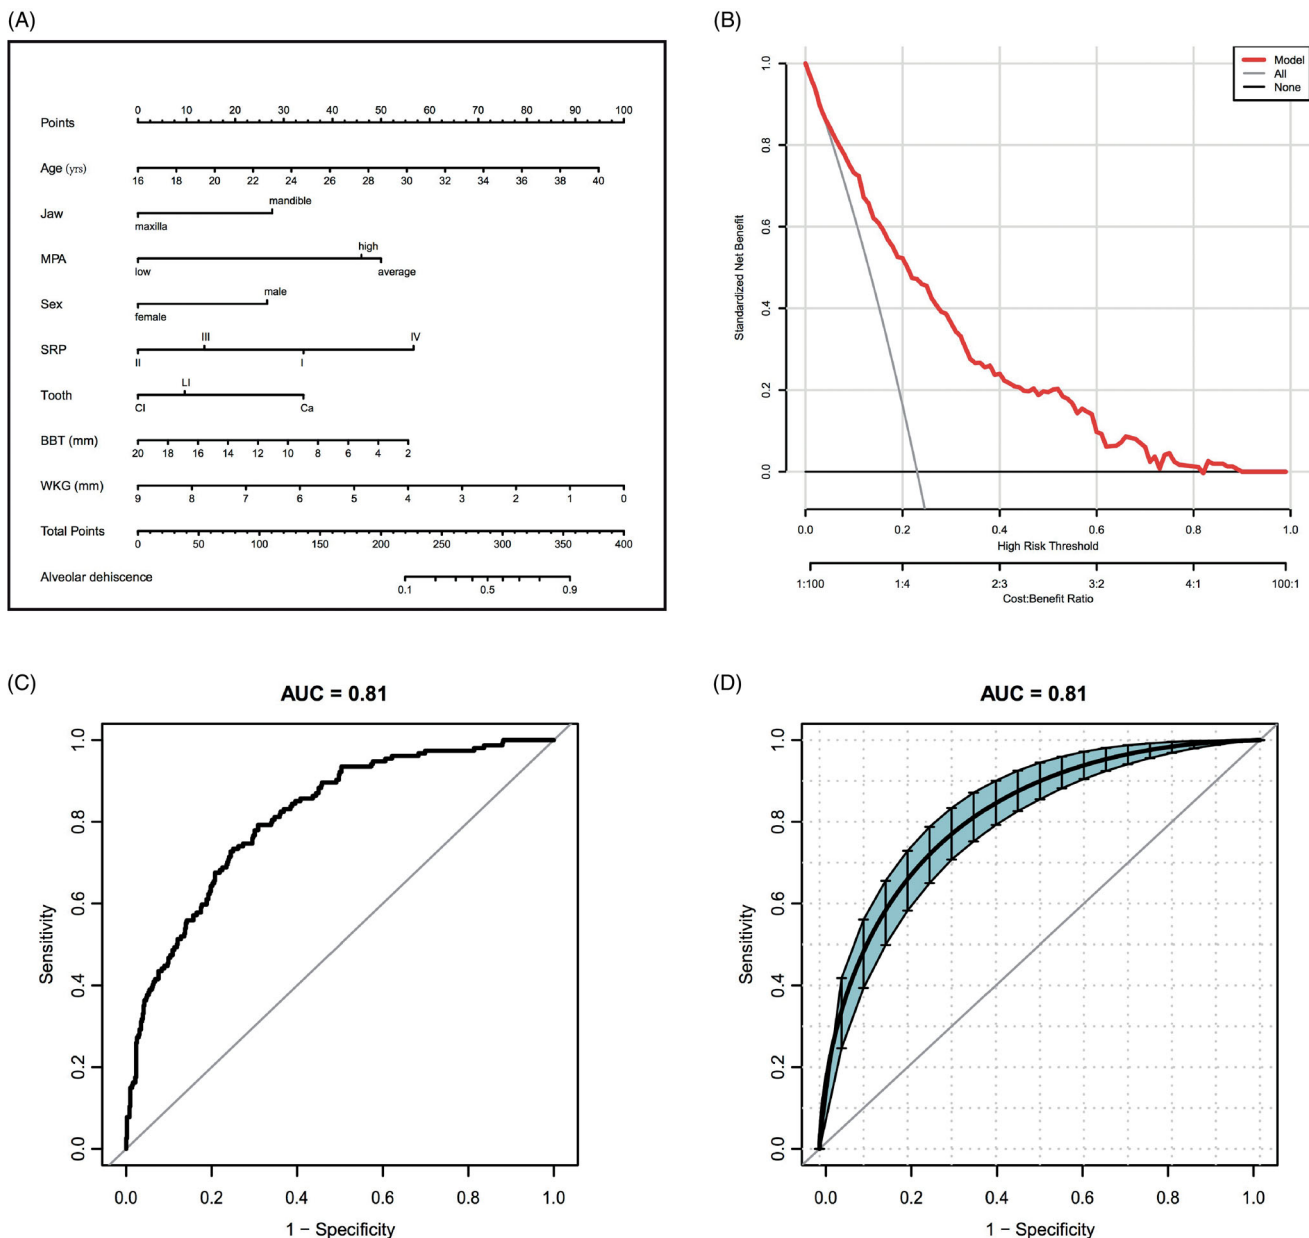 (A)
Points
0 10 20 30 40 50 60 70 80 90 100
Age (yrs)
16 18 20 22 24 26 28 30 32 34 36 38 40
Jaw
mandible
maxilla
MPA
high
low average
Sex
male
female
SRP
III IV
II I
Tooth
LI
CI Ca
BBT (mm)
20 18 16 14 12 10 8 6 4 2
WKG (mm)
9 8 7 6 5 4 3 2 1 0
Total Points
0 50 100 150 200 250 300 350 400
Alveolar dehiscence
0.1 0.5 0.9
(B)
Model
All
None
Standardized Net Benefit
1.0
0.8
0.6
0.4
0.2
0.0
0.0 0.2 0.4 0.6 0.8 1.0
High Risk Threshold
1:100 1:4 2:3 3:2 4:1 100:1
Cost:Benefit Ratio
(C)
AUC = 0.81
Sensitivity
1.0
0.8
0.6
0.4
0.2
0.0
0.0 0.2 0.4 0.6 0.8 1.0
1 − Specificity
(D)
AUC = 0.81
Sensitivity
1.0
0.8
0.6
0.4
0.2
0.0
0.0 0.2 0.4 0.6 0.8 1.0
1 − Specificity